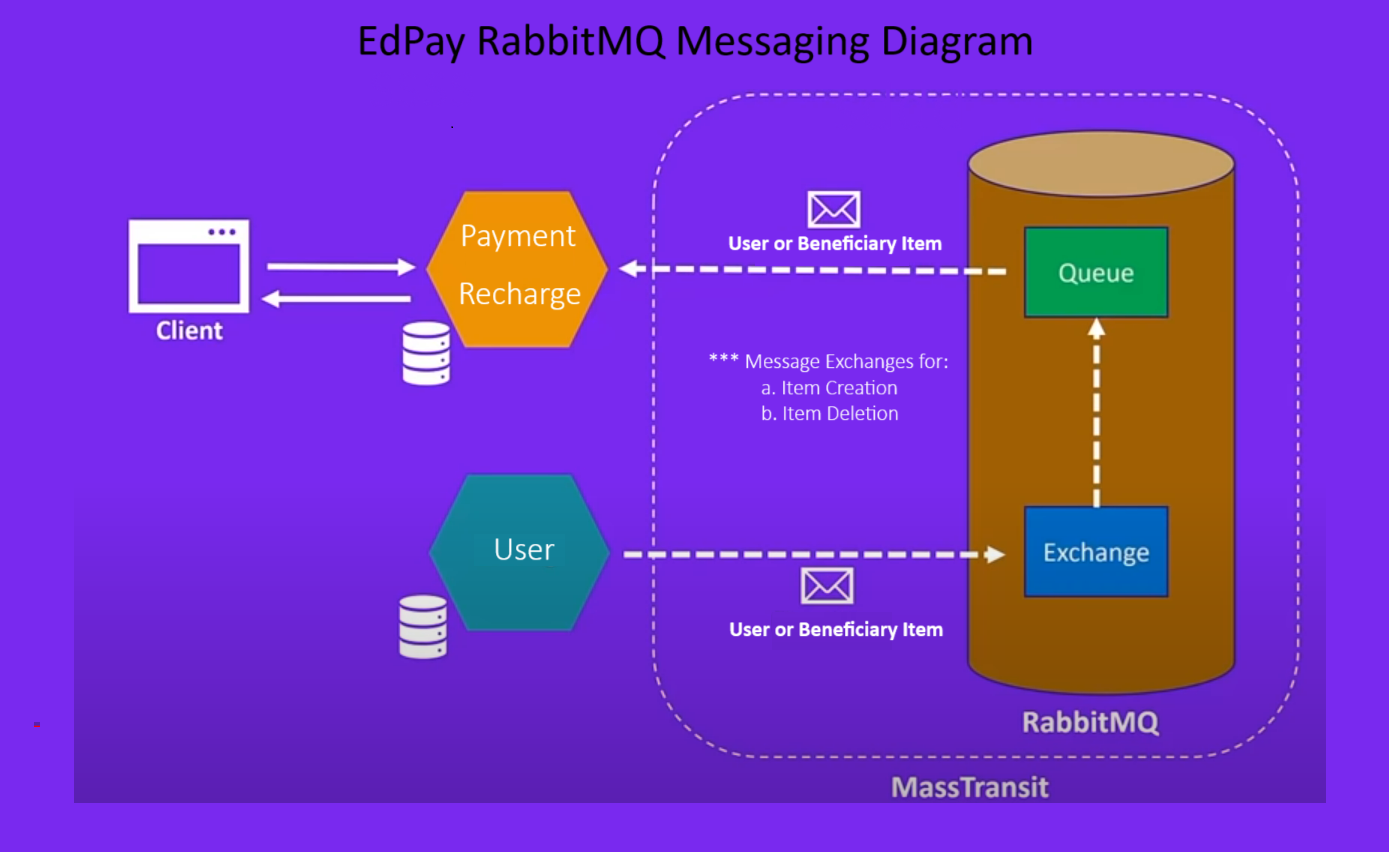 EdPay RabbitMQ Messaging Diagram
User or Beneficiary Item
Payment
Recharge
Queue
Client
*** Message Exchanges for:
a. Item Creation
b. Item Deletion
User
Exchange
User or Beneficiary Item
RabbitMQ
MassTransit